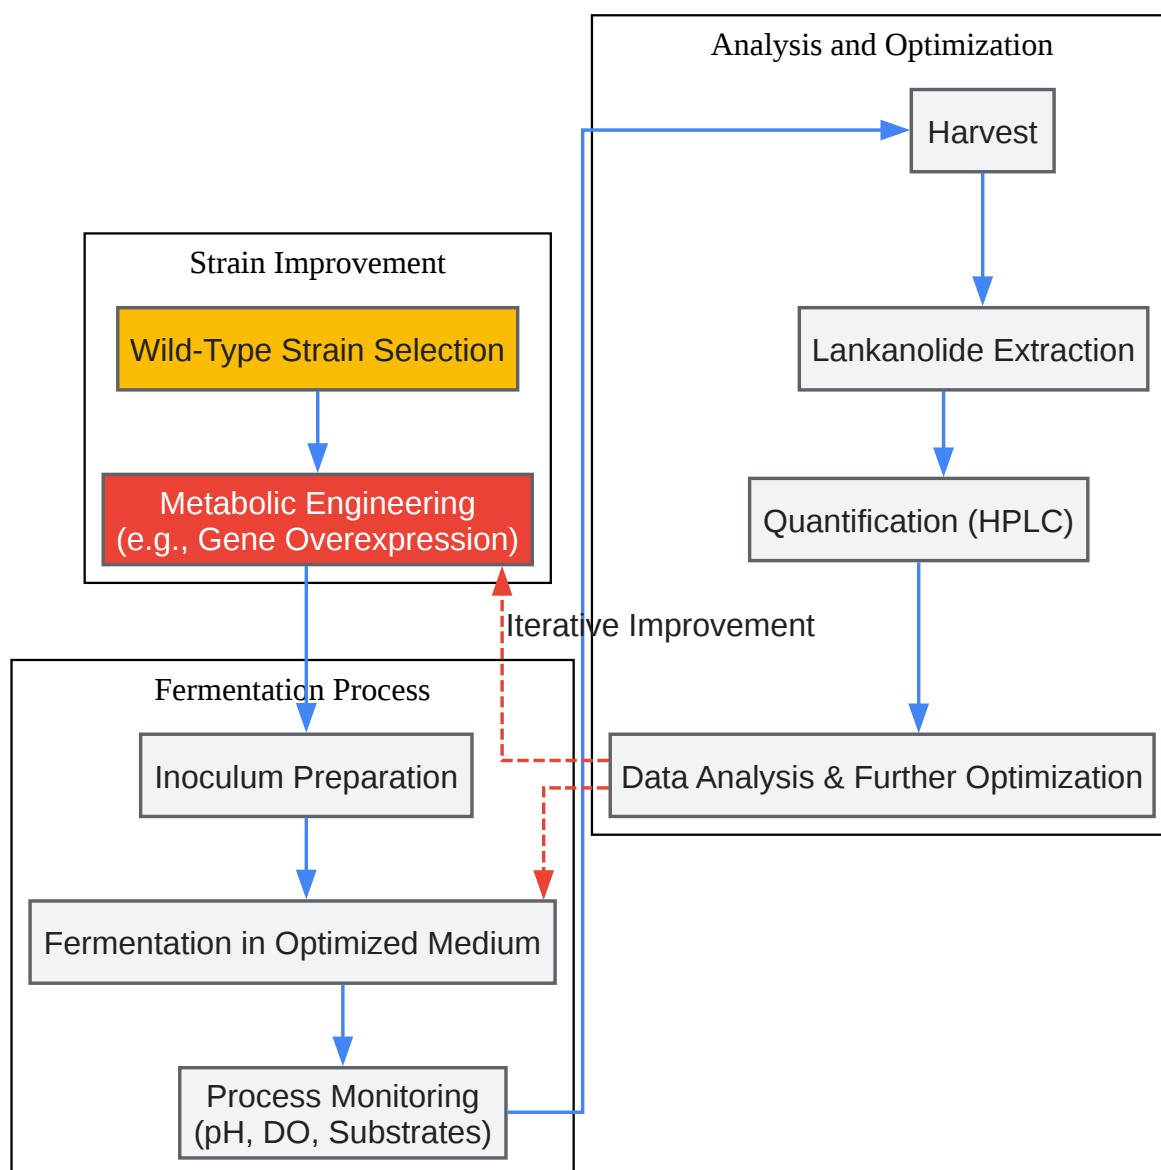 Strain Improvement
Wild-Type Strain Selection
Metabolic Engineering
(e.g., Gene Overexpression)
Fermentation Process
Inoculum Preparation
Fermentation in Optimized Medium
Process Monitoring
(pH, DO, Substrates)
Analysis and Optimization
Harvest
Lankanolide Extraction
Quantification (HPLC)
Data Analysis & Further Optimization
Iterative Improvement